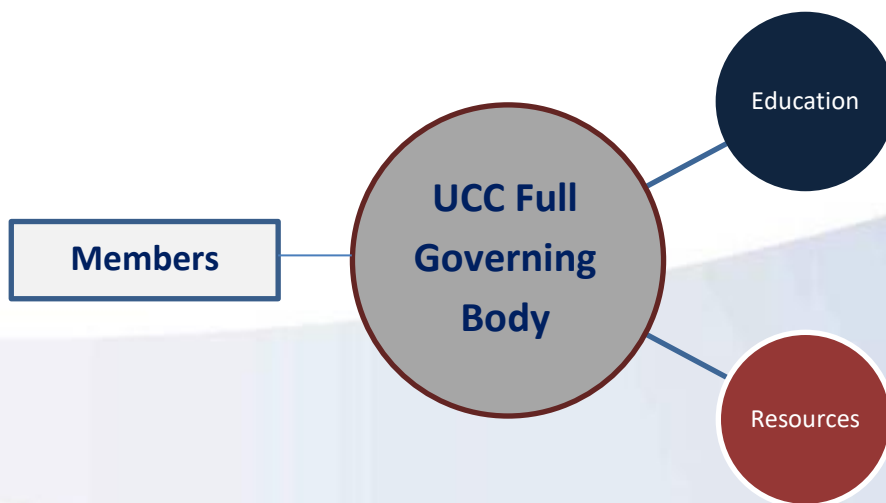 Education
UCC Full
Governing
Body
Members
Resources